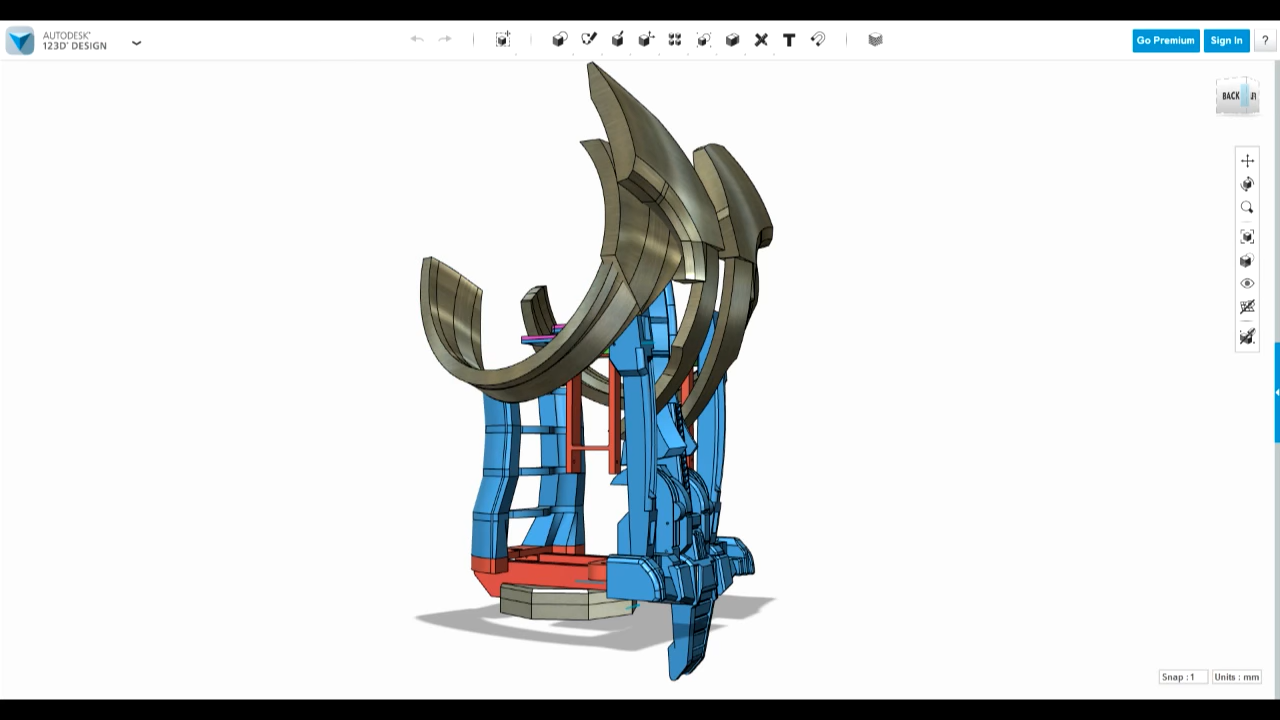 AUTODESK®
123D® DESIGN
Go Premium
Sign In
?
BACK
Snap : 1
Units : mm